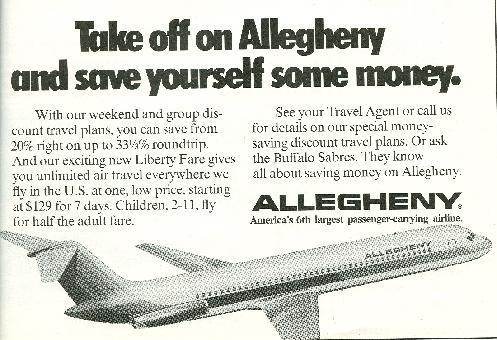 Take off on Allegheny
and save yourself some money.
With our weekend and group dis-
count travel plans, you can save from
20% right on up to 33⅓% roundtrip.
And our exciting new Liberty Fare gives
you unlimited air travel everywhere we
fly in the U.S. at one, low price, starting
at $129 for 7 days. Children, 2-11, fly
for half the adult fare.
See your Travel Agent or call us
for details on our special money-
saving discount travel plans. Or ask
the Buffalo Sabres. They know
all about saving money on Allegheny.
ALLEGHENY®
America's 6th largest passenger-carrying airline.
ALLEGHENY